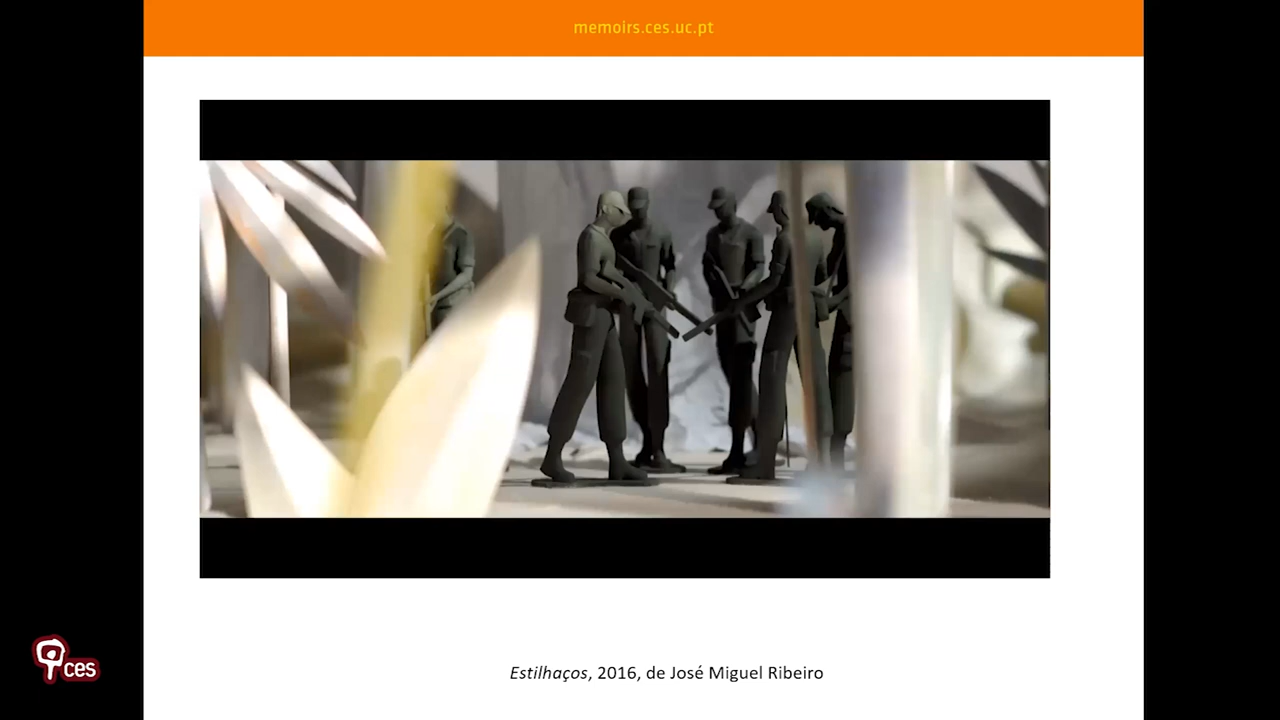 memoirs.ces.uc.pt
ces
Estilhaços, 2016, de José Miguel Ribeiro